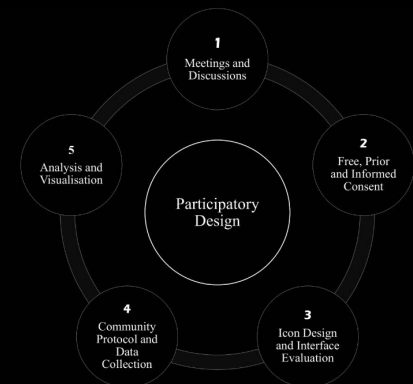 1
Meetings and
Discussions
2
Free, Prior
and Informed
Consent
3
Icon Design
and Interface
Evaluation
4
Community
Protocol and
Data
Collection
5
Analysis and
Visualisation
Participatory
Design